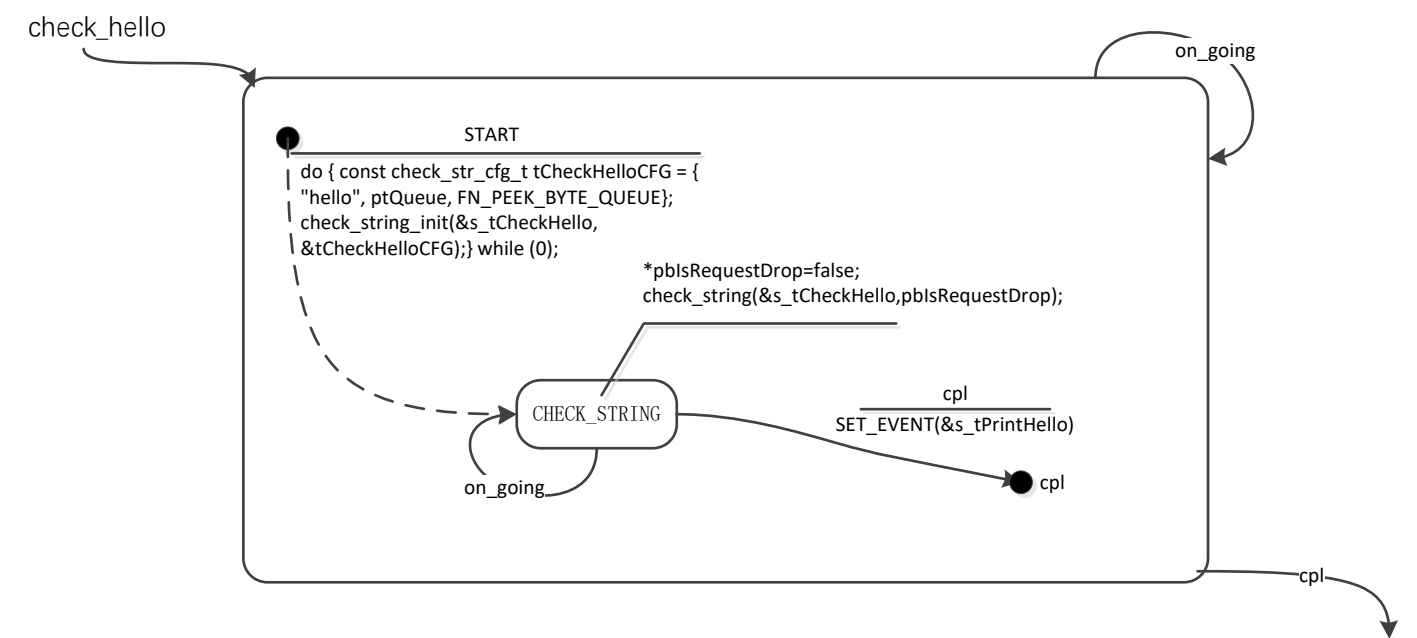 check_hello
on_going
START
do { const check_str_cfg_t tCheckHelloCFG = {
"hello", ptQueue, FN_PEEK_BYTE_QUEUE};
check_string_init(&s_tCheckHello,
&tCheckHelloCFG);} while (0);
*pbIsRequestDrop=false;
check_string(&s_tCheckHello,pbIsRequestDrop);
CHECK_STRING
cpl
SET_EVENT(&s_tPrintHello)
on_going
cpl
cpl